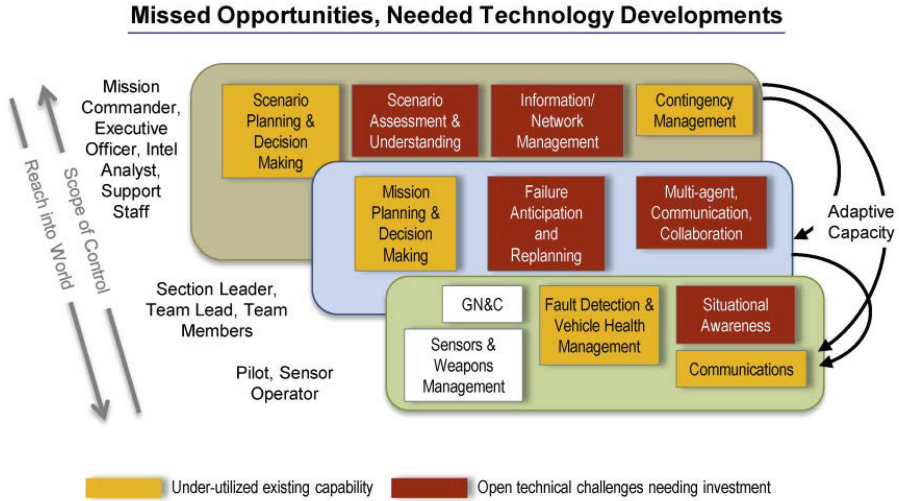 Missed Opportunities, Needed Technology Developments
Mission
Commander,
Executive
Officer, Intel
Analyst,
Support
Staff
Reach into World
Scope of Control
Scenario
Planning &
Decision
Making
Scenario
Assessment &
Understanding
Information/
Network
Management
Contingency
Management
Mission
Planning &
Decision
Making
Failure
Anticipation
and
Replanning
Multi-agent,
Communication,
Collaboration
Adaptive
Capacity
Section Leader,
Team Lead, Team
Members
GN&C
Fault Detection &
Vehicle Health
Management
Situational
Awareness
Sensors &
Weapons
Management
Communications
Pilot, Sensor
Operator
Under-utilized existing capability
Open technical challenges needing investment